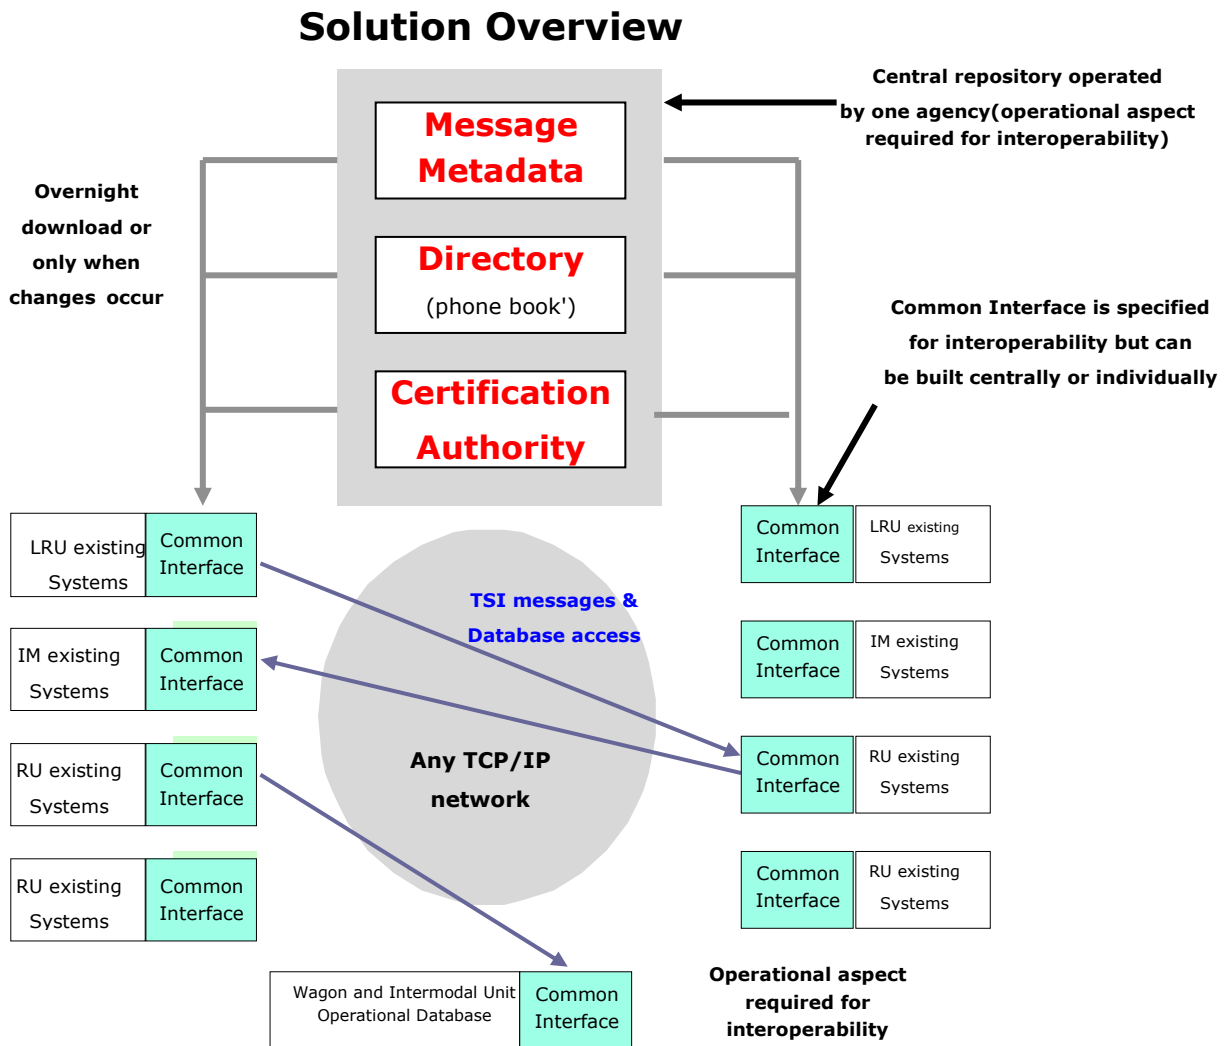 Solution Overview
Central repository operated
by one agency(operational aspect
required for interoperability)
Message
Metadata
Directory
(phone book')
Certification
Authority
Overnight
download or
only when
changes occur
Common Interface is specified
for interoperability but can
be built centrally or individually
LRU existing
Systems
Common
Interface
IM existing
Systems
Common
Interface
RU existing
Systems
Common
Interface
RU existing
Systems
Common
Interface
TSI messages &
Database access
Any TCP/IP
network
Common
Interface
LRU existing
Systems
Common
Interface
IM existing
Systems
Common
Interface
RU existing
Systems
Common
Interface
RU existing
Systems
Wagon and Intermodal Unit
Operational Database
Common
Interface
Operational aspect
required for
interoperability